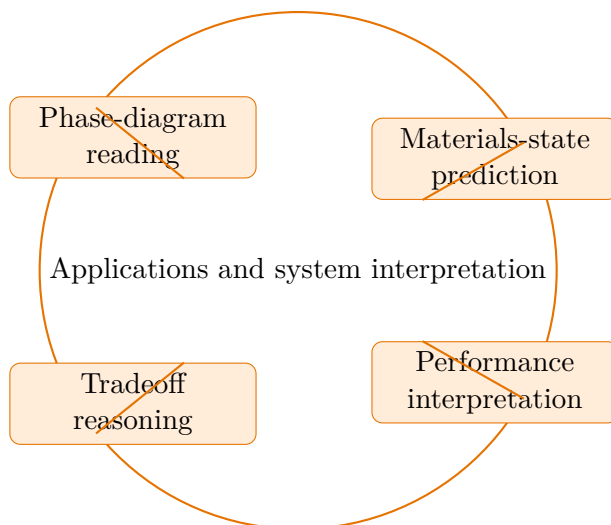 Phase-diagram
reading
Materials-state
prediction
Applications and system interpretation
Tradeoff
reasoning
Performance
interpretation